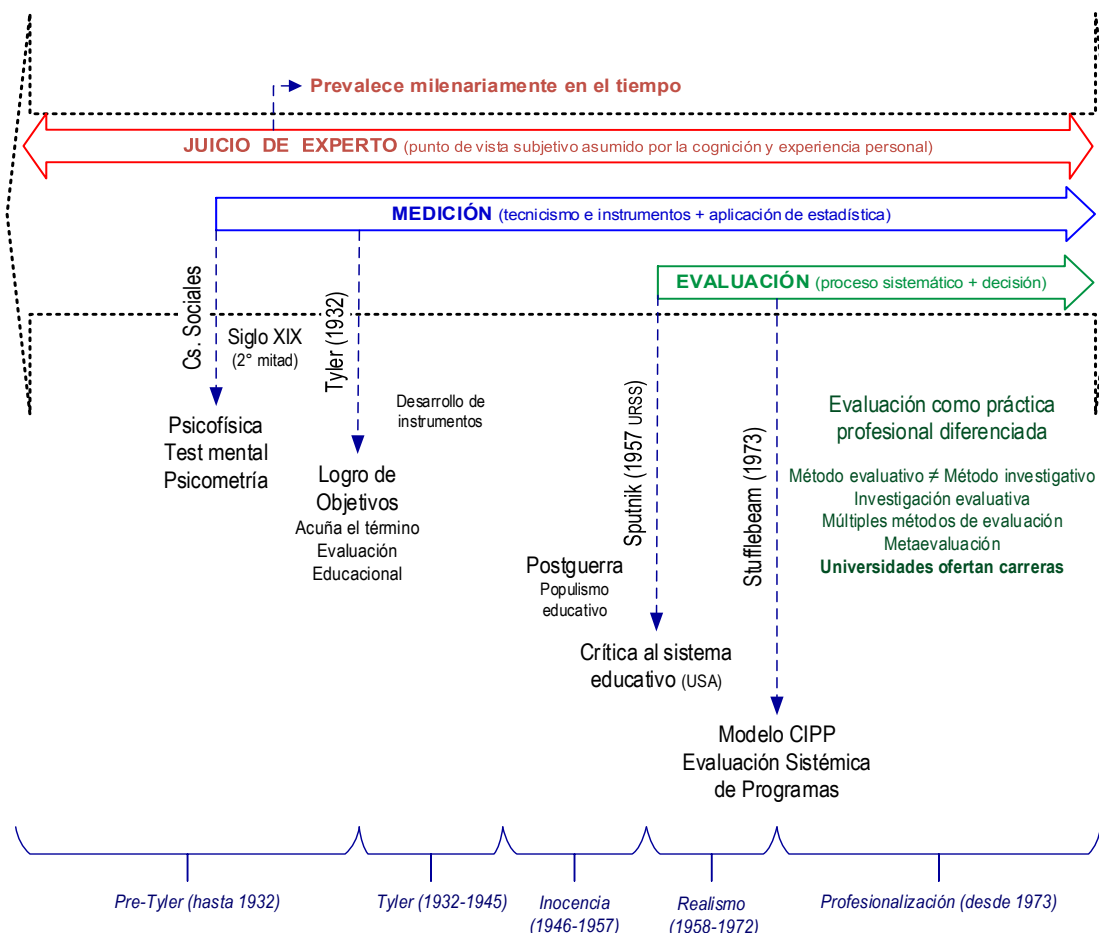 Prevalece milenariamente en el tiempo
JUICIO DE EXPERTO (punto de vista subjetivo asumido por la cognición y experiencia personal)
MEDICIÓN (tecnicismo e instrumentos + aplicación de estadística)
EVALUACIÓN (proceso sistemático + decisión)
Cs. Sociales
Siglo XIX
(2° mitad)
Psicofísica
Test mental
Psicometría
Tyler (1932)
Desarrollo de
instrumentos
Logro de
Objetivos
Acuña el término
Evaluación
Educacional
Postguerra
Populismo
educativo
Sputnik (1957 URSS)
Crítica al sistema
educativo (USA)
Stufflebeam (1973)
Modelo CIPP
Evaluación Sistémica
de Programas
Evaluación como práctica
profesional diferenciada
Método evaluativo ≠ Método investigativo
Investigación evaluativa
Múltiples métodos de evaluación
Metaevaluación
Universidades ofertan carreras
Pre-Tyler (hasta 1932)
Tyler (1932-1945)
Inocencia
(1946-1957)
Realismo
(1958-1972)
Profesionalización (desde 1973)